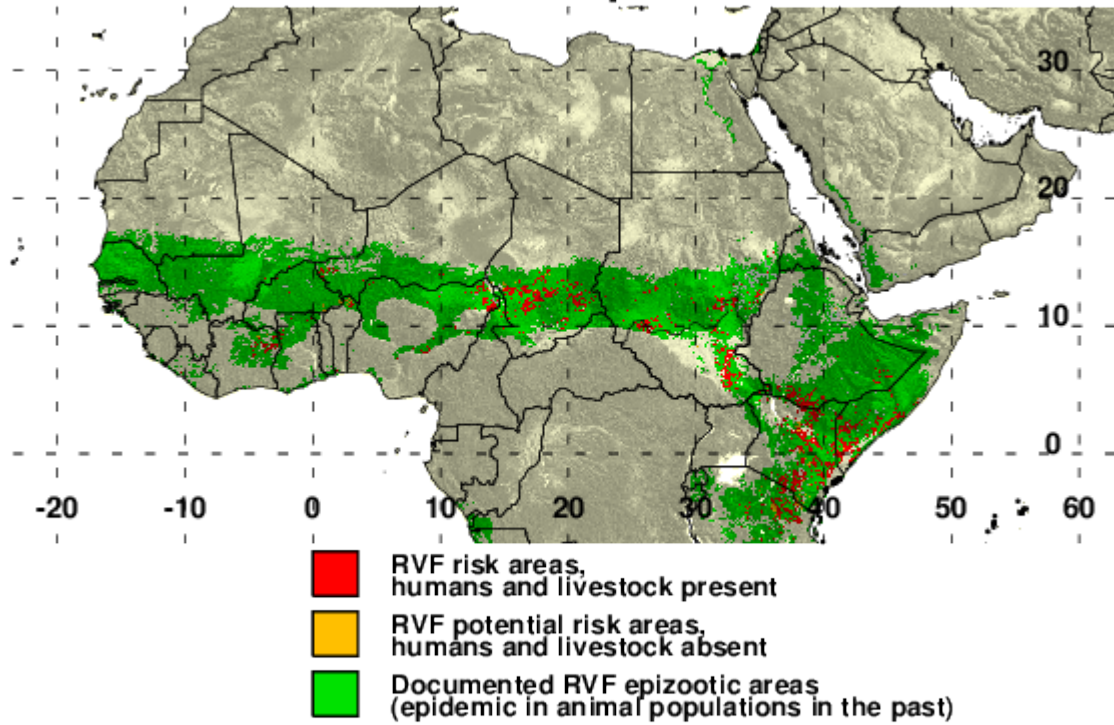 30
20
10
0
-20 -10 0 10 20 30 40 50 60
RVF risk areas,
humans and livestock present
RVF potential risk areas,
humans and livestock absent
Documented RVF epizootic areas
(epidemic in animal populations in the past)